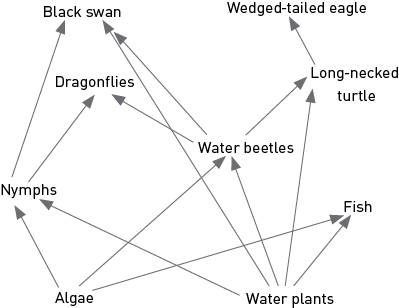 Black swan
Wedged-tailed eagle
Dragonflies
Long-necked
turtle
Water beetles
Nymphs
Fish
Algae
Water plants